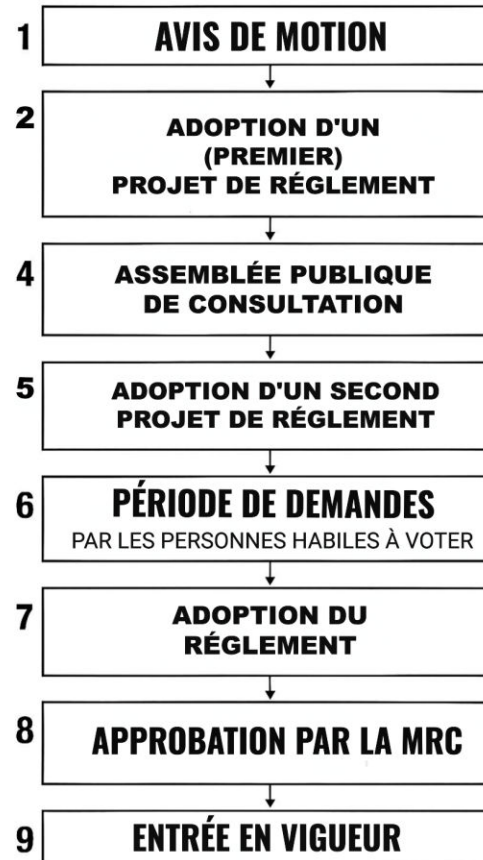 1 AVIS DE MOTION
2 ADOPTION D'UN
(PREMIER)
PROJET DE RÉGLEMENT
4 ASSEMBLÉE PUBLIQUE
DE CONSULTATION
5 ADOPTION D'UN SECOND
PROJET DE RÉGLEMENT
6 PÉRIODE DE DEMANDES
PAR LES PERSONNES HABILES À VOTER
7 ADOPTION DU
RÉGLEMENT
8 APPROBATION PAR LA MRC
9 ENTRÉE EN VIGUEUR